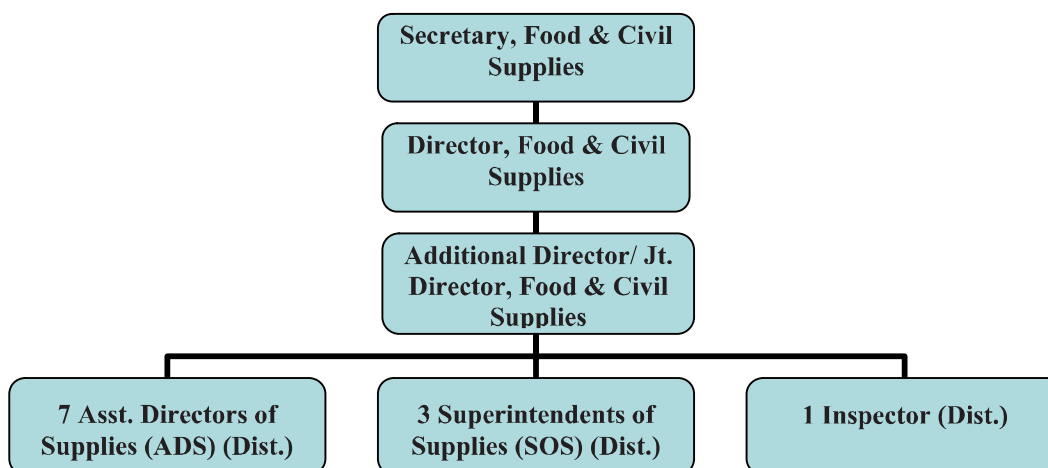 Secretary, Food & Civil
Supplies
Director, Food & Civil
Supplies
Additional Director/ Jt.
Director, Food & Civil
Supplies
7 Asst. Directors of
Supplies (ADS) (Dist.)
3 Superintendents of
Supplies (SOS) (Dist.)
1 Inspector (Dist.)